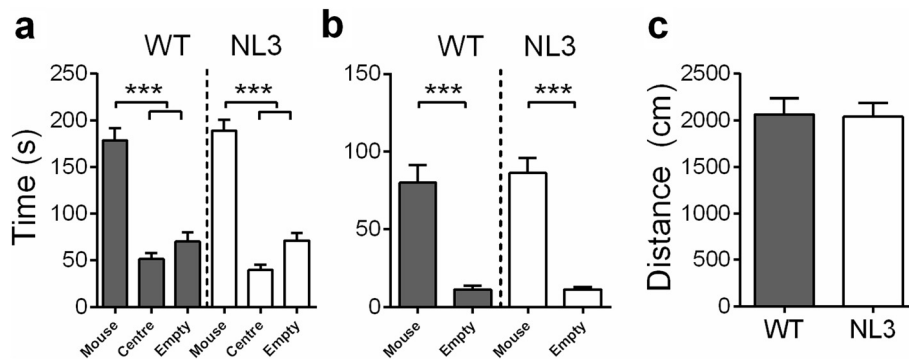 a
WT NL3
Time (s)
250
200
150
100
50
0
*** ***
Mouse Centre Empty Mouse Centre Empty
b
WT NL3
150
100
50
0
*** ***
Mouse Empty Mouse Empty
c
Distance (cm)
2500
2000
1500
1000
500
0
WT NL3